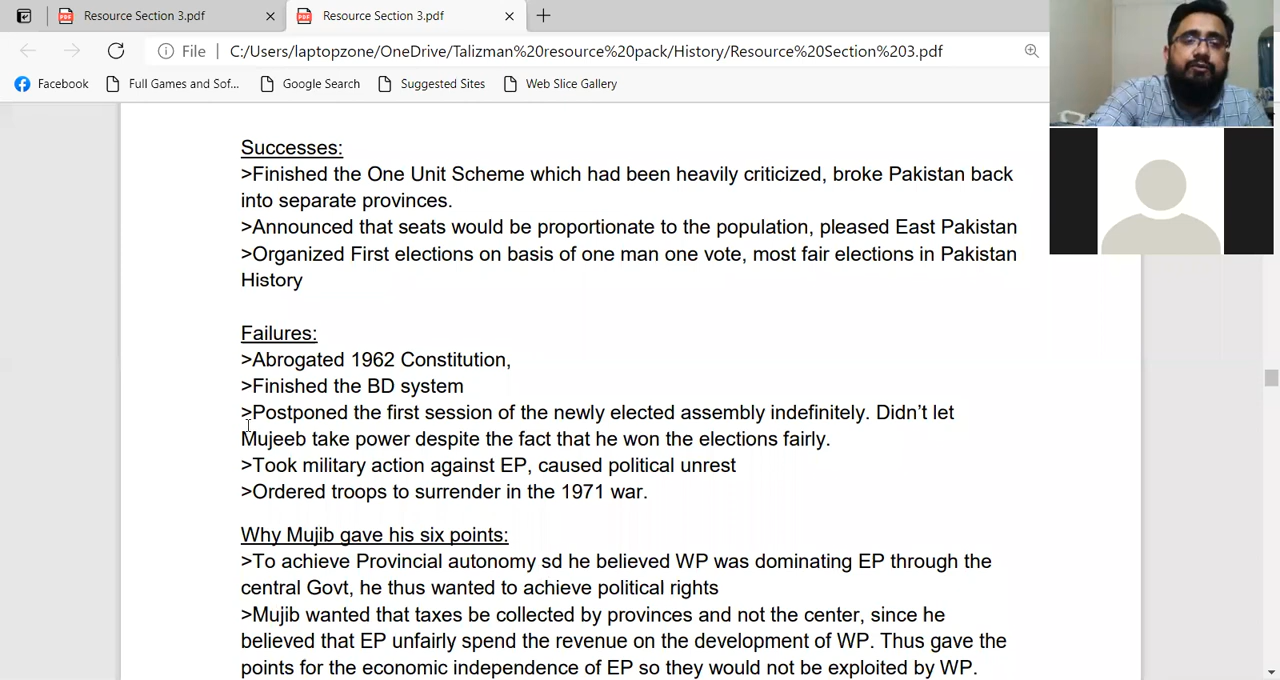 Resource Section 3.pdf
Resource Section 3.pdf
File
C:/Users/laptopzone/OneDrive/Talizman%20resource%20pack/History/Resource%20Section%203.pdf
Facebook
Full Games and Sof...
Google Search
Suggested Sites
Web Slice Gallery
Successes:
>Finished the One Unit Scheme which had been heavily criticized, broke Pakistan back
into separate provinces.
>Announced that seats would be proportionate to the population, pleased East Pakistan
>Organized First elections on basis of one man one vote, most fair elections in Pakistan
History
Failures:
>Abrogated 1962 Constitution,
>Finished the BD system
>Postponed the first session of the newly elected assembly indefinitely. Didn’t let
Mujeeb take power despite the fact that he won the elections fairly.
>Took military action against EP, caused political unrest
>Ordered troops to surrender in the 1971 war.
Why Mujib gave his six points:
>To achieve Provincial autonomy sd he believed WP was dominating EP through the
central Govt, he thus wanted to achieve political rights
>Mujib wanted that taxes be collected by provinces and not the center, since he
believed that EP unfairly spend the revenue on the development of WP. Thus gave the
points for the economic independence of EP so they would not be exploited by WP.